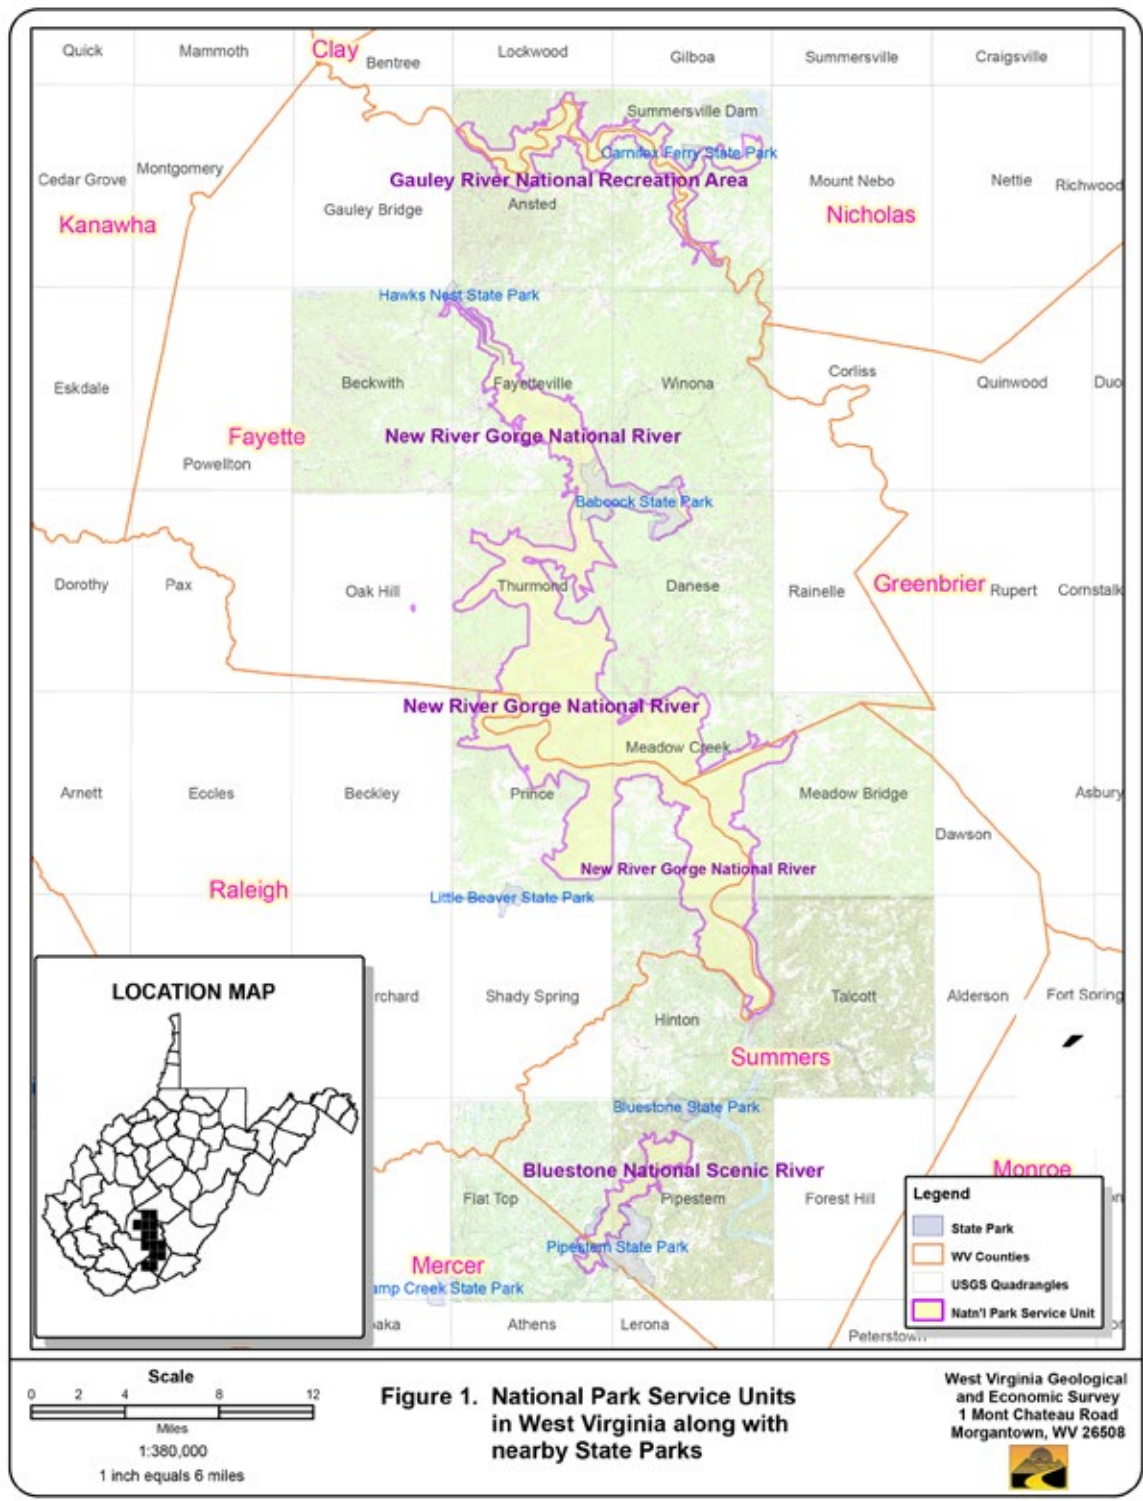 Quick
Mammoth
Clay
Bentree
Lockwood
Gilboa
Summersville
Craigsville
Summersville Dam
Carnifex Ferry State Park
Cedar Grove
Montgomery
Gauley River National Recreation Area
Mount Nebo
Nettie
Richwood
Kanawha
Gauley Bridge
Ansted
Nicholas
Hawks Nest State Park
Eskdale
Beckwith
Fayetteville
Winona
Corliss
Quinwood
Duo
Fayette
New River Gorge National River
Powellton
Babcock State Park
Dorothy
Pax
Oak Hill
Thurmond
Danese
Rainelle
Greenbrier
Rupert
Comstalk
New River Gorge National River
Meadow Creek
Arnett
Eccles
Beckley
Prince
Meadow Bridge
Asbury
Dawson
New River Gorge National River
Raleigh
Little Beaver State Park
LOCATION MAP
rchard
Shady Spring
Hinton
Talcott
Alderson
Fort Spring
Summers
Bluestone State Park
Bluestone National Scenic River
Monroe
Flat Top
Pipestem
Forest Hill
Pipestem State Park
Mercer
amp Creek State Park
aka
Athens
Lerona
Peterstown
Legend
State Park
WV Counties
USGS Quadrangles
Natn'l Park Service Unit
Scale
0 2 4 8 12
Miles
1:380,000
1 inch equals 6 miles
Figure 1. National Park Service Units
in West Virginia along with
nearby State Parks
West Virginia Geological
and Economic Survey
1 Mont Chateau Road
Morgantown, WV 26508